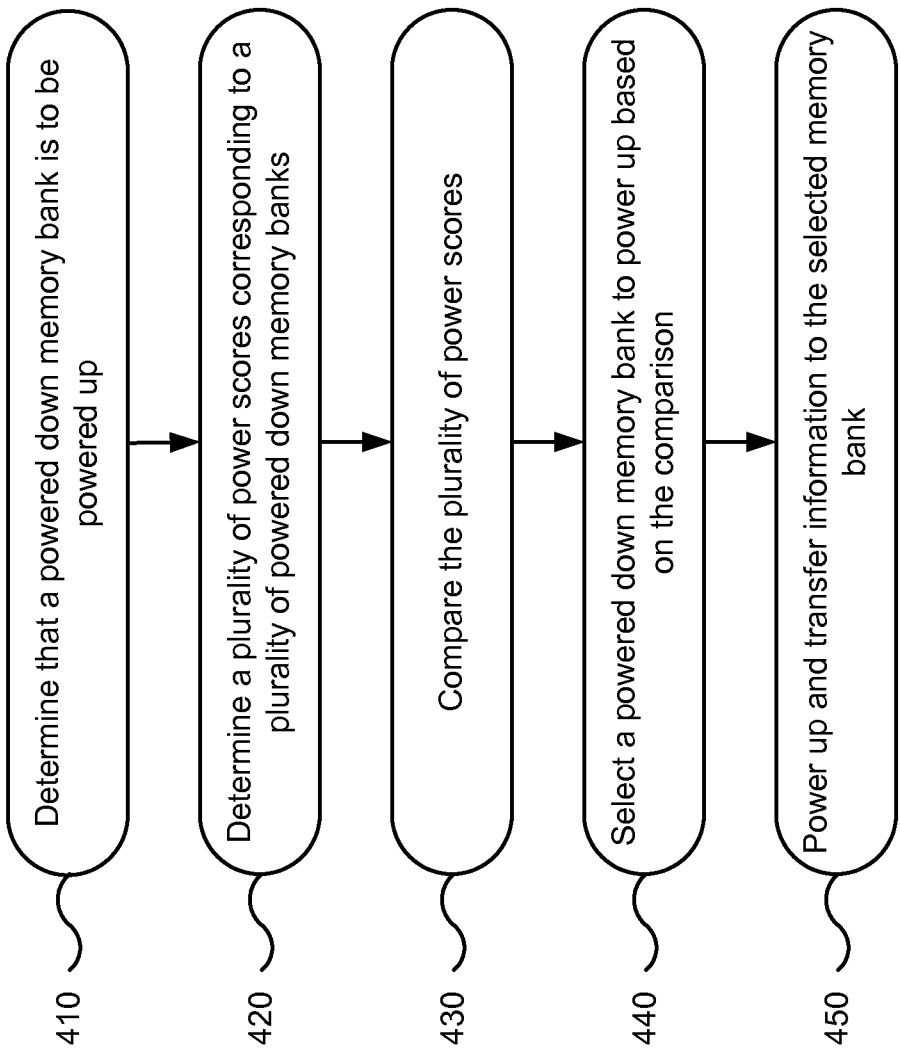 410
Determine that a powered down memory bank is to be
powered up
420
Determine a plurality of power scores corresponding to a
plurality of powered down memory banks
430
Compare the plurality of power scores
440
Select a powered down memory bank to power up based
on the comparison
450
Power up and transfer information to the selected memory
bank